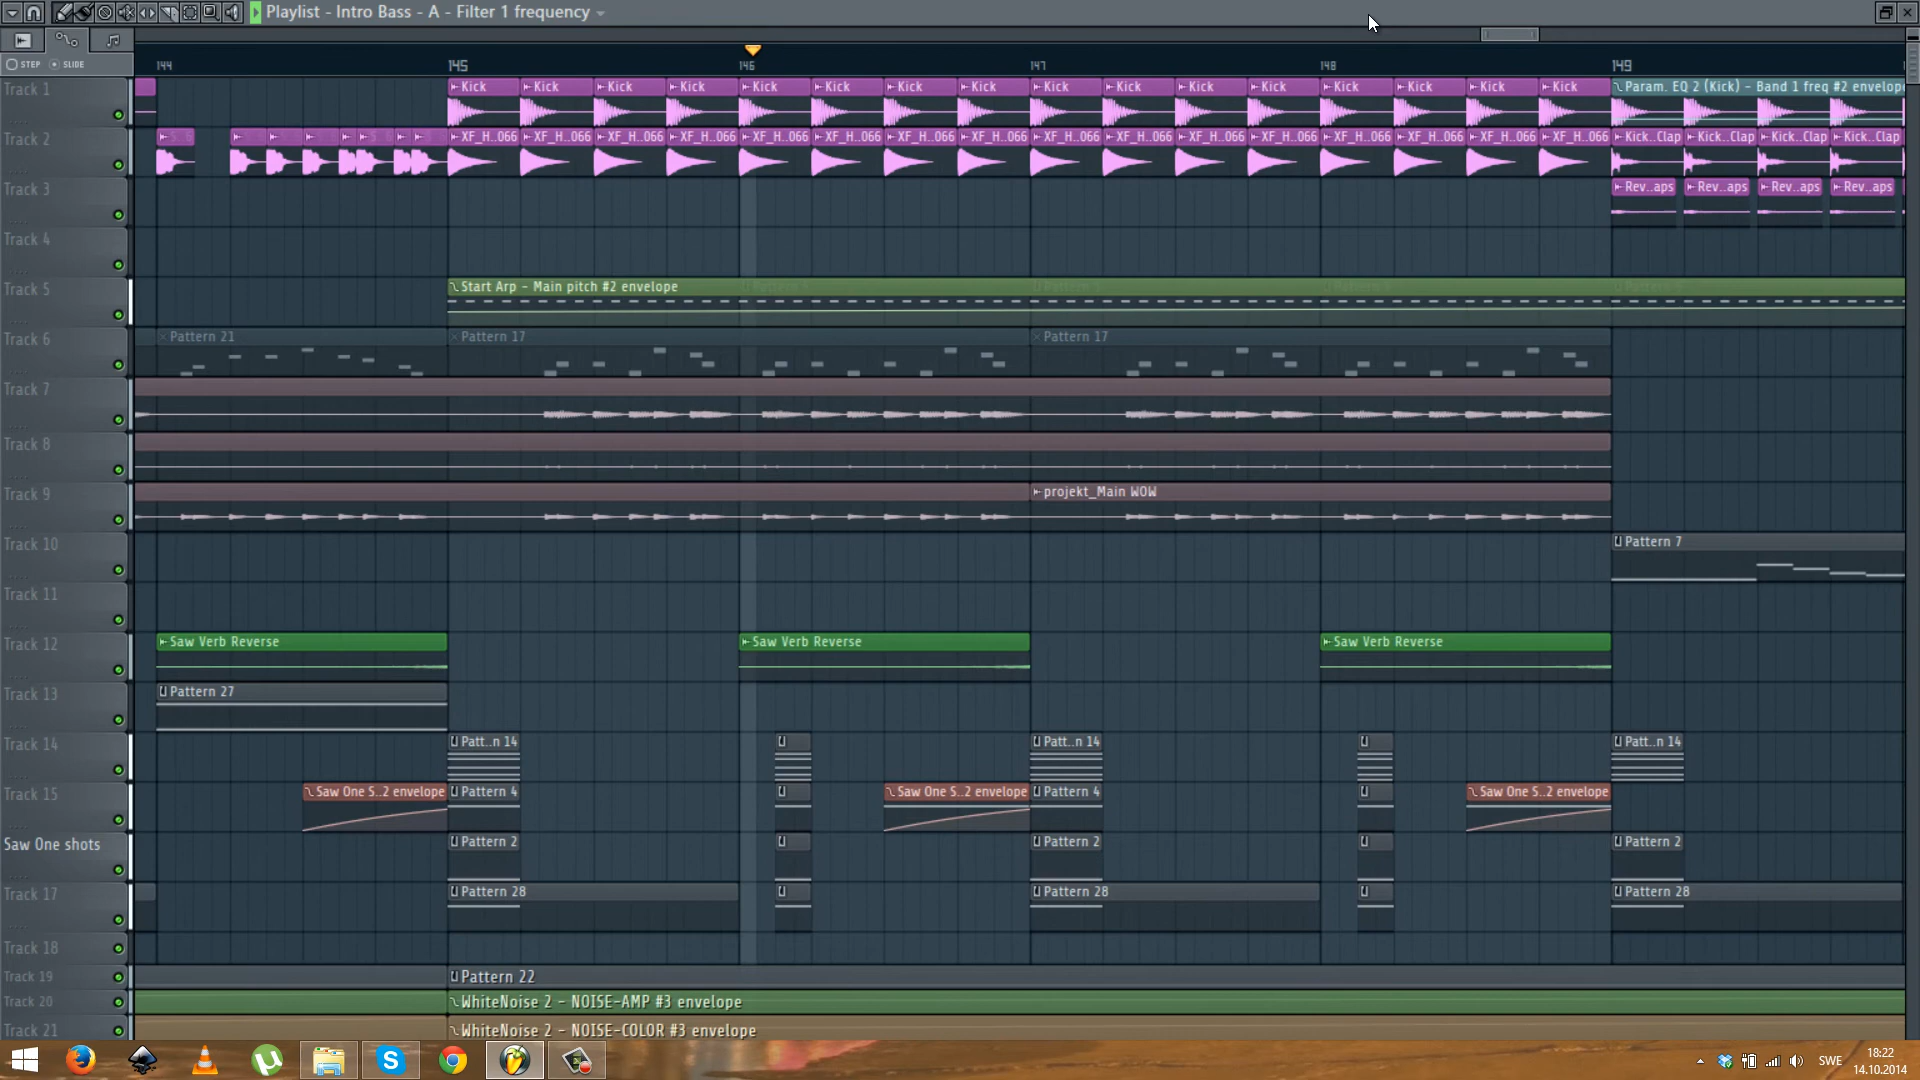 Playlist - Intro Bass - A - Filter 1 frequency
STEP SLIDE 144 145 146 147 148 149
Track 1 Kick Kick Kick Kick Kick Kick Kick Kick Kick Kick Kick Kick Kick Kick Kick Kick Param. EQ 2 (Kick) - Band 1 freq #2 envelope
Track 2 XF_H..066 XF_H..066 XF_H..066 XF_H..066 XF_H..066 XF_H..066 XF_H..066 XF_H..066 XF_H..066 XF_H..066 XF_H..066 XF_H..066 XF_H..066 XF_H..066 XF_H..066 XF_H..066 Kick..Clap Kick..Clap Kick..Clap Kick..Clap
Track 3 Rev..aps Rev..aps Rev..aps Rev..aps
Track 4
Track 5 Start Arp - Main pitch #2 envelope
Track 6 Pattern 21 Pattern 17 Pattern 17
Track 7
Track 8
Track 9 projekt_Main WOW
Track 10 Pattern 7
Track 11
Track 12 Saw Verb Reverse Saw Verb Reverse Saw Verb Reverse
Track 13 Pattern 27
Track 14 Patt..n 14 Patt..n 14 Patt..n 14
Track 15 Saw One S..2 envelope Pattern 4 Saw One S..2 envelope Pattern 4 Saw One S..2 envelope
Saw One shots Pattern 2 Pattern 2 Pattern 2
Track 17 Pattern 28 Pattern 28 Pattern 28
Track 18
Track 19 Pattern 22
Track 20 WhiteNoise 2 - NOISE-AMP #3 envelope
Track 21 WhiteNoise 2 - NOISE-COLOR #3 envelope
SWE
18:22
14.10.2014